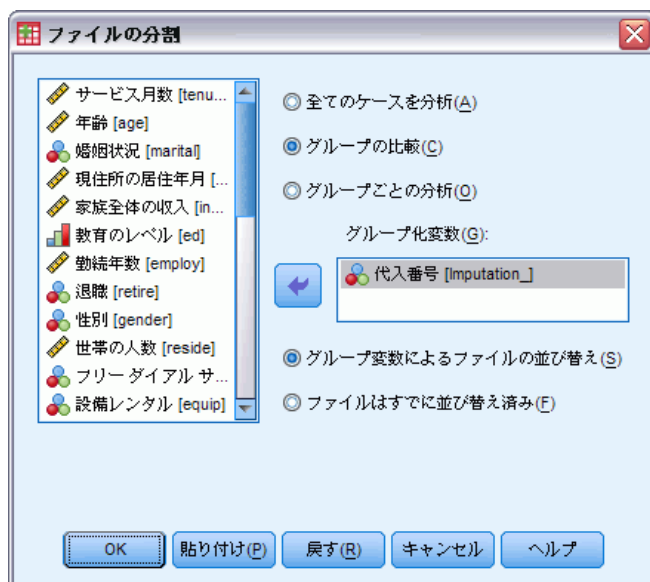 ファイルの分割
サービス月数 [tenu...
年齢 [age]
婚姻状況 [marital]
現住所の居住年月 [...
家族全体の収入 [in...
教育のレベル [ed]
勤続年数 [employ]
退職 [retire]
性別 [gender]
世帯の人数 [reside]
フリー ダイアル サ...
設備レンタル [equip]
全てのケースを分析(A)
グループの比較(C)
グループごとの分析(O)
グループ化変数(G):
代入番号 [Imputation_]
グループ変数によるファイルの並び替え(S)
ファイルはすでに並び替え済み(F)
OK
貼り付け(P)
戻す(R)
キャンセル
ヘルプ